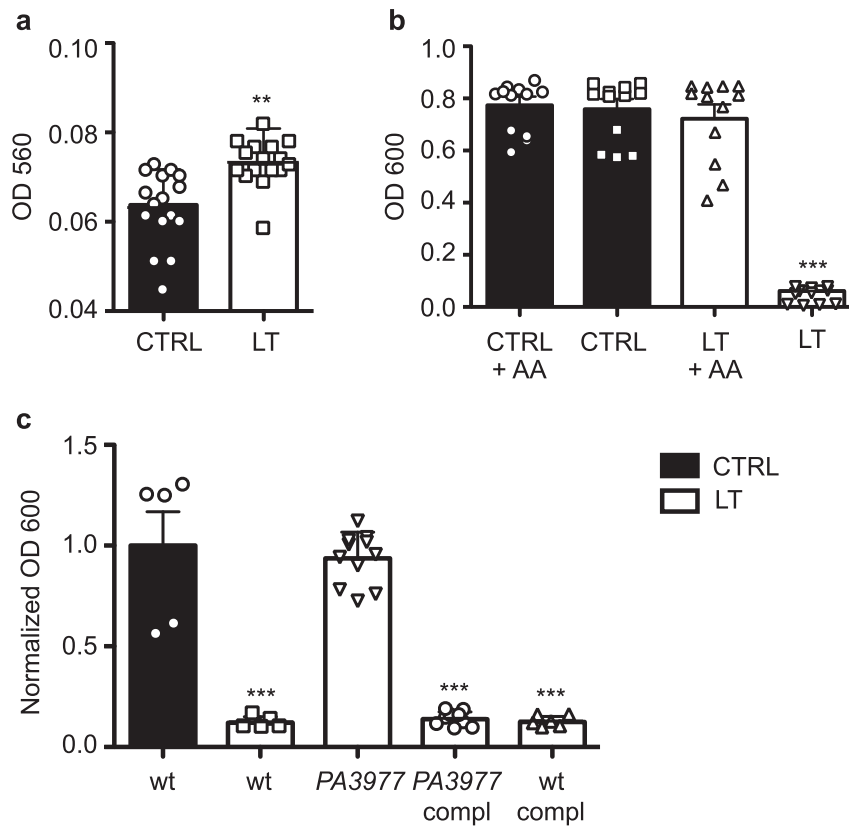 a
0.10
0.08
0.06
0.04
OD 560
**
CTRL
LT
b
1.0
0.8
0.6
0.4
0.2
0.0
OD 600
***
CTRL
+ AA
CTRL
LT
+ AA
LT
c
1.5
1.0
0.5
0.0
Normalized OD 600
***
***
***
wt
wt
PA3977
PA3977
compl
wt
compl
CTRL
LT